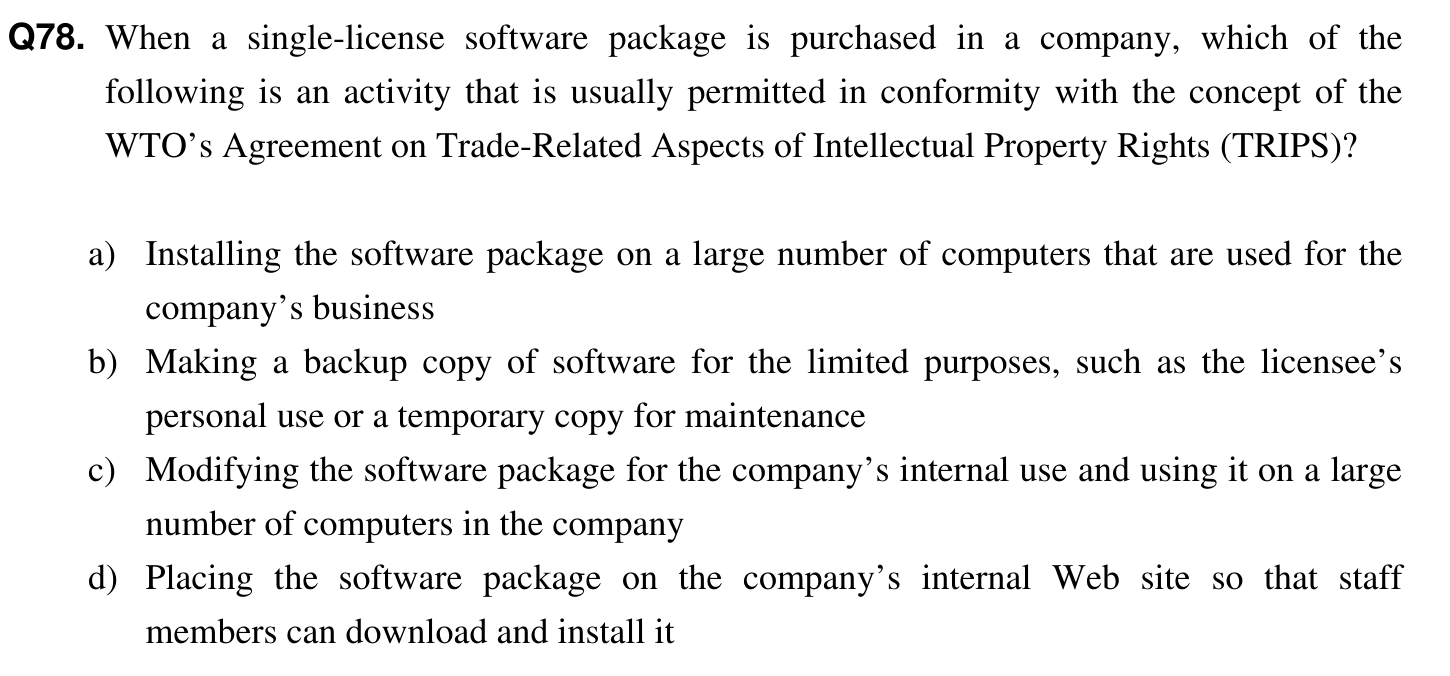 Q78. When a single-license software package is purchased in a company, which of the
following is an activity that is usually permitted in conformity with the concept of the
WTO’s Agreement on Trade-Related Aspects of Intellectual Property Rights (TRIPS)?
a) Installing the software package on a large number of computers that are used for the
company’s business
b) Making a backup copy of software for the limited purposes, such as the licensee’s
personal use or a temporary copy for maintenance
c) Modifying the software package for the company’s internal use and using it on a large
number of computers in the company
d) Placing the software package on the company’s internal Web site so that staff
members can download and install it